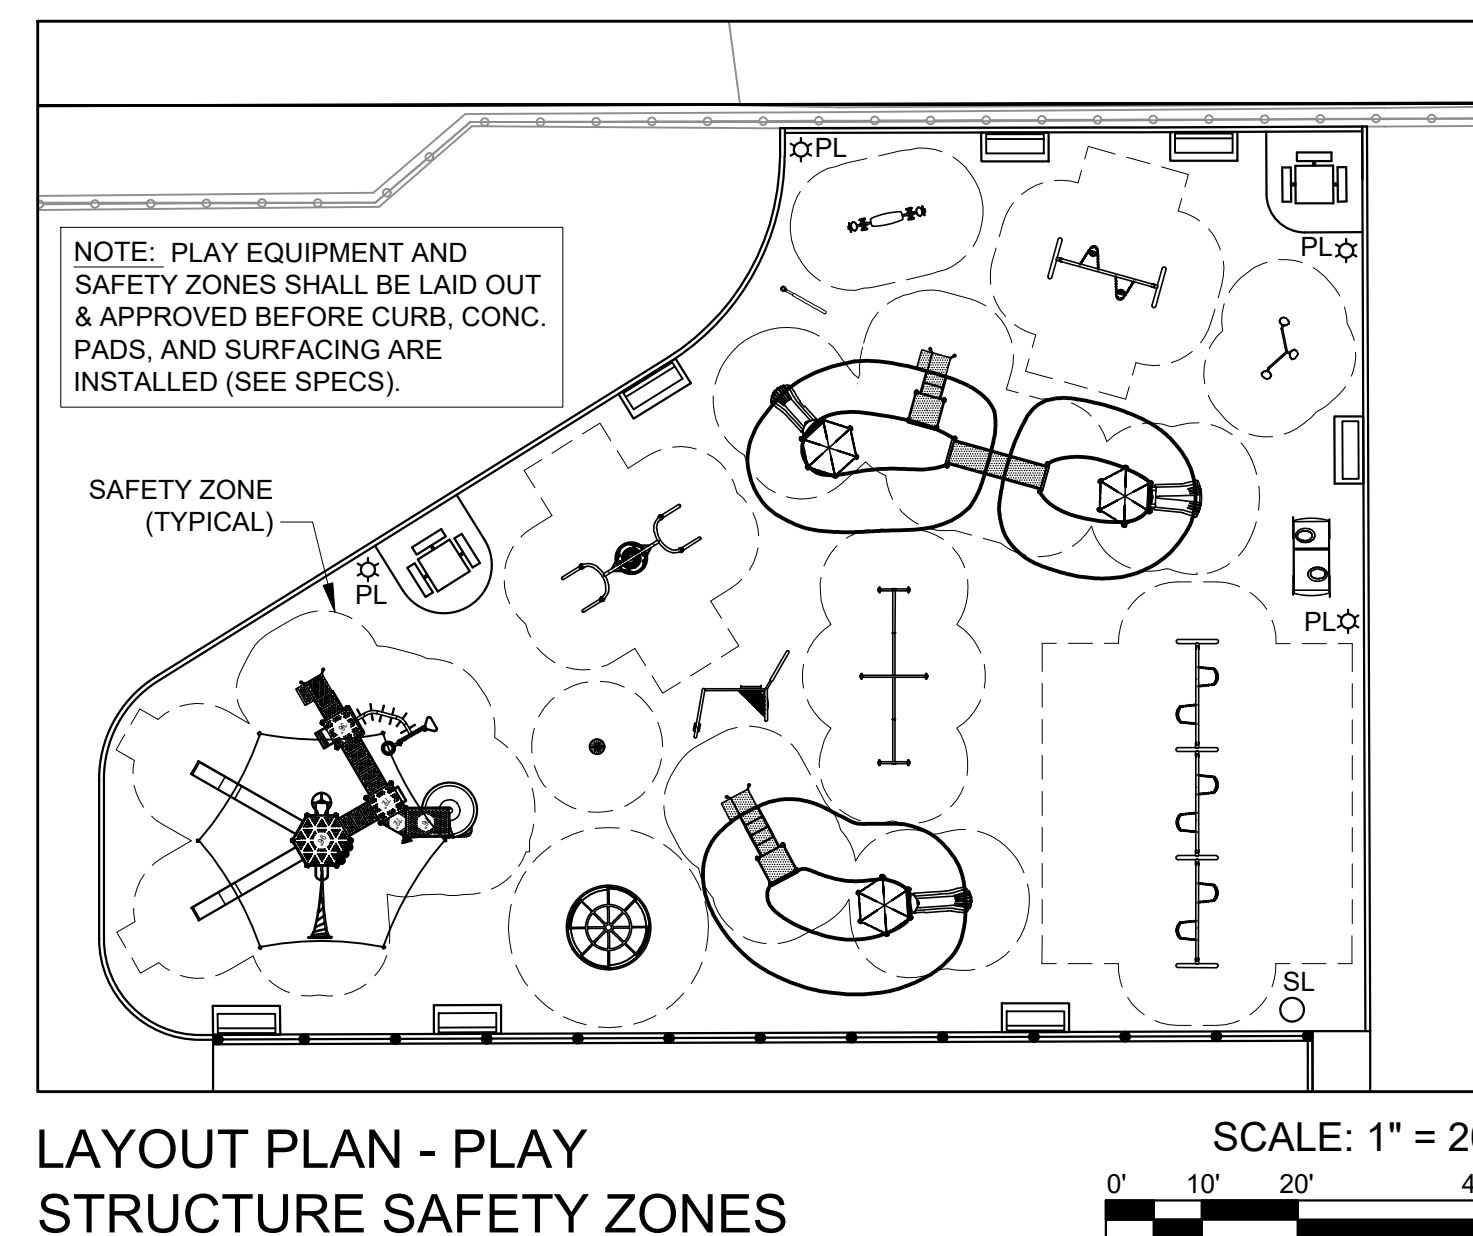 PL
NOTE: PLAY EQUIPMENT AND
SAFETY ZONES SHALL BE LAID OUT
& APPROVED BEFORE CURB, CONC.
PADS, AND SURFACING ARE
INSTALLED (SEE SPECS).
PL
SAFETY ZONE
(TYPICAL)
PL
PL
SL
LAYOUT PLAN - PLAY
STRUCTURE SAFETY ZONES
SCALE: 1" = 2
0' 10' 20' 4